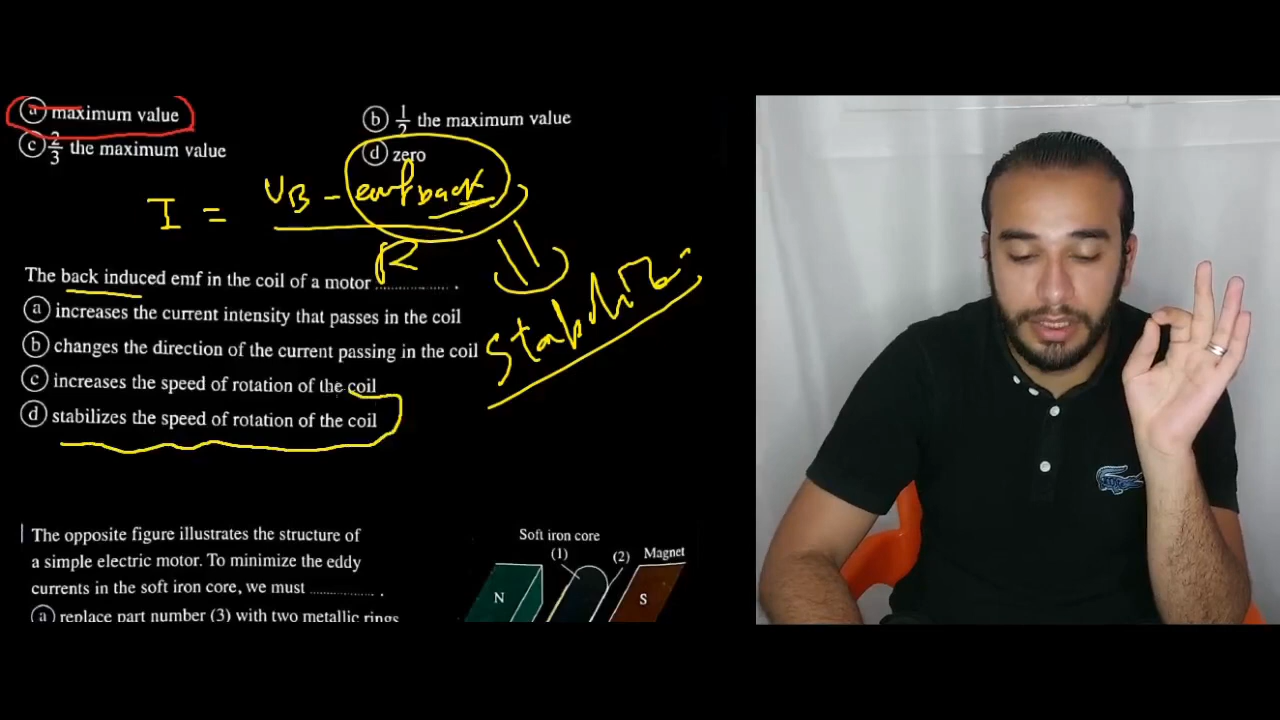 (a) maximum value
(b) 1/2 the maximum value
(c) 2/3 the maximum value
(d) zero
I = VB - emf back / R
The back induced emf in the coil of a motor ................ .
(a) increases the current intensity that passes in the coil
(b) changes the direction of the current passing in the coil
(c) increases the speed of rotation of the coil
(d) stabilizes the speed of rotation of the coil
The opposite figure illustrates the structure of
a simple electric motor. To minimize the eddy
currents in the soft iron core, we must ............... .
(a) replace part number (3) with two metallic rings
Soft iron core
(1)
(2)
Magnet
N
S